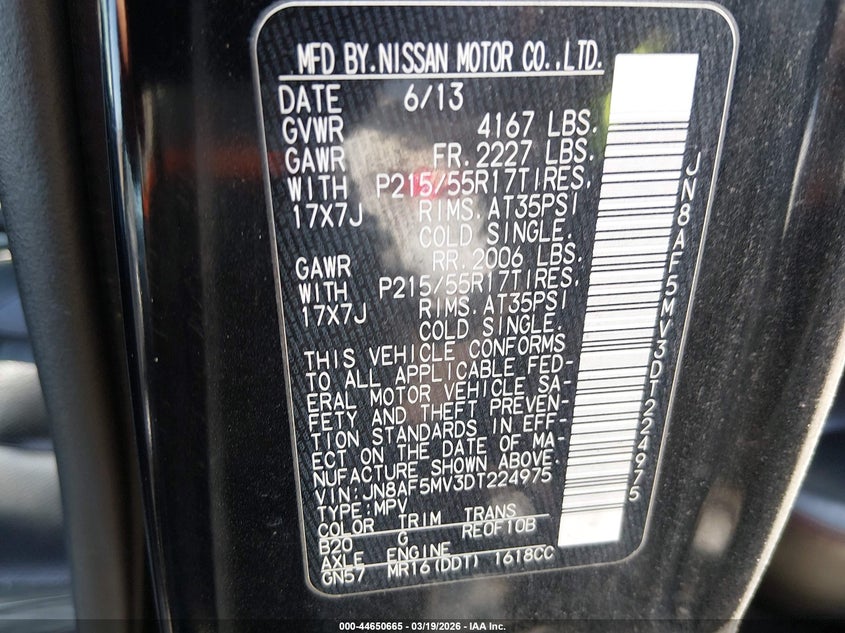 MFD BY.NISSAN MOTOR CO.,LTD.
DATE 6/13
GVWR 4167 LBS.
GAWR FR.2227 LBS.
WITH P215/55R17TIRES.
17X7J RIMS.AT35PSI
COLD SINGLE.
GAWR RR.2006 LBS.
WITH P215/55R17TIRES.
17X7J RIMS.AT35PSI
COLD SINGLE.
THIS VEHICLE CONFORMS
TO ALL APPLICABLE FED-
ERAL MOTOR VEHICLE SA-
FETY AND THEFT PREVEN-
TION STANDARDS IN EFF-
ECT ON THE DATE OF MA-
NUFACTURE SHOWN ABOVE.
VIN:JN8AF5MV3DT224975
TYPE:MPV
COLOR TRIM TRANS
B20 G RE0F10B
AXLE ENGINE
GN57 MR16(DDT) 1618CC
JN8AF5MV3DT224975
000-44650665 - 03/19/2026 - IAA Inc.